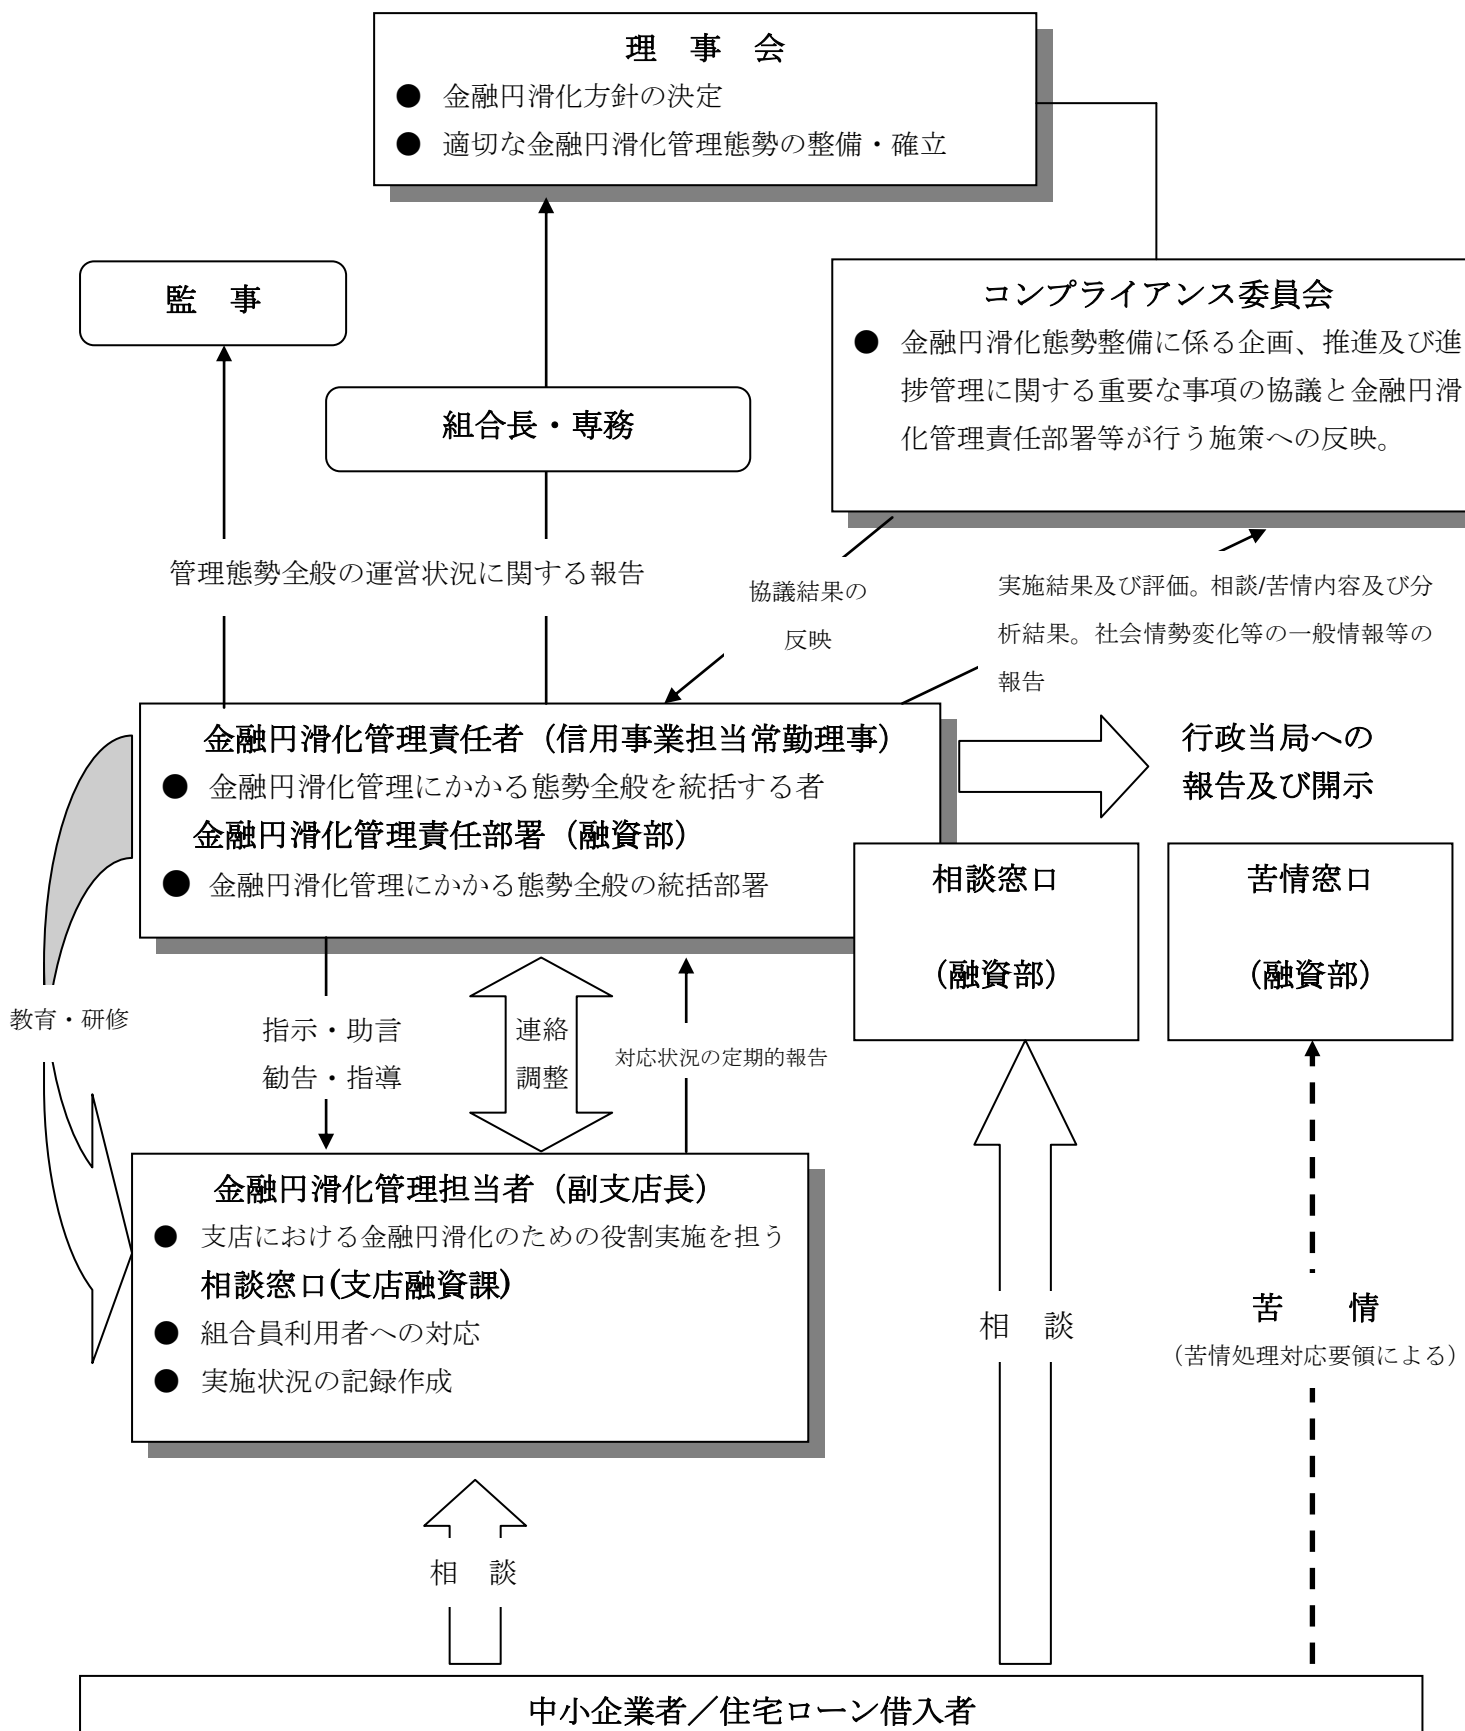 理　事　会
● 金融円滑化方針の決定
● 適切な金融円滑化管理態勢の整備・確立
監　事
コンプライアンス委員会
● 金融円滑化態勢整備に係る企画、推進及び進
捗管理に関する重要な事項の協議と金融円滑
化管理責任部署等が行う施策への反映。
組合長・専務
管理態勢全般の運営状況に関する報告
協議結果の
反映
実施結果及び評価。相談/苦情内容及び分
析結果。社会情勢変化等の一般情報等の
報告
金融円滑化管理責任者（信用事業担当常勤理事）
● 金融円滑化管理にかかる態勢全般を統括する者
金融円滑化管理責任部署（融資部）
● 金融円滑化管理にかかる態勢全般の統括部署
行政当局への
報告及び開示
相談窓口
（融資部）
苦情窓口
（融資部）
教育・研修
指示・助言
勧告・指導
連絡
調整
対応状況の定期的報告
金融円滑化管理担当者（副支店長）
● 支店における金融円滑化のための役割実施を担う
相談窓口(支店融資課)
● 組合員利用者への対応
● 実施状況の記録作成
相　談
苦　　情
（苦情処理対応要領による）
相　談
中小企業者／住宅ローン借入者